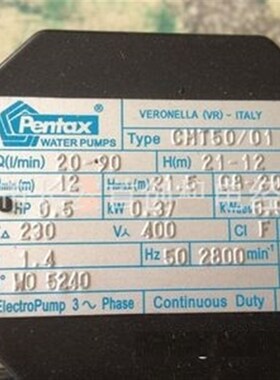 Pentax
WATER PUMPS
VERONELLA (VR) - ITALY
Type CMT50/01
Q(l/min) 20-90 H(m) 21-12
(m) 12 (m) 21.5
HP 0.5 kW 0.37
230 V 400 Cl F
1.4 Hz 50 2800 min⁻¹
N° WO 5240
ElectroPump 3~ Phase Continuous Duty